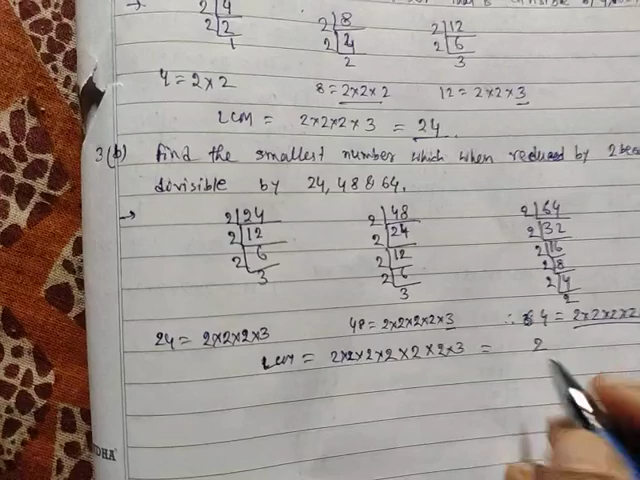 2 4 2 8 2 12
2 2 2 4 2 6
1 2 3
4 = 2×2 8 = 2×2×2 12 = 2×2×3
LCM = 2×2×2×3 = 24.
3(b) Find the smallest number which when reduced by 2
divisible by 24, 48 & 64.
→ 2 24 2 48 2 64
2 12 2 24 2 32
2 6 2 12 2 16
3 2 6 2 8
3 2 4
2
24 = 2×2×2×3 48 = 2×2×2×2×3 ∴ 64 = 2×2×2×2
LCM = 2×2×2×2×2×2×3 = 2
DHA